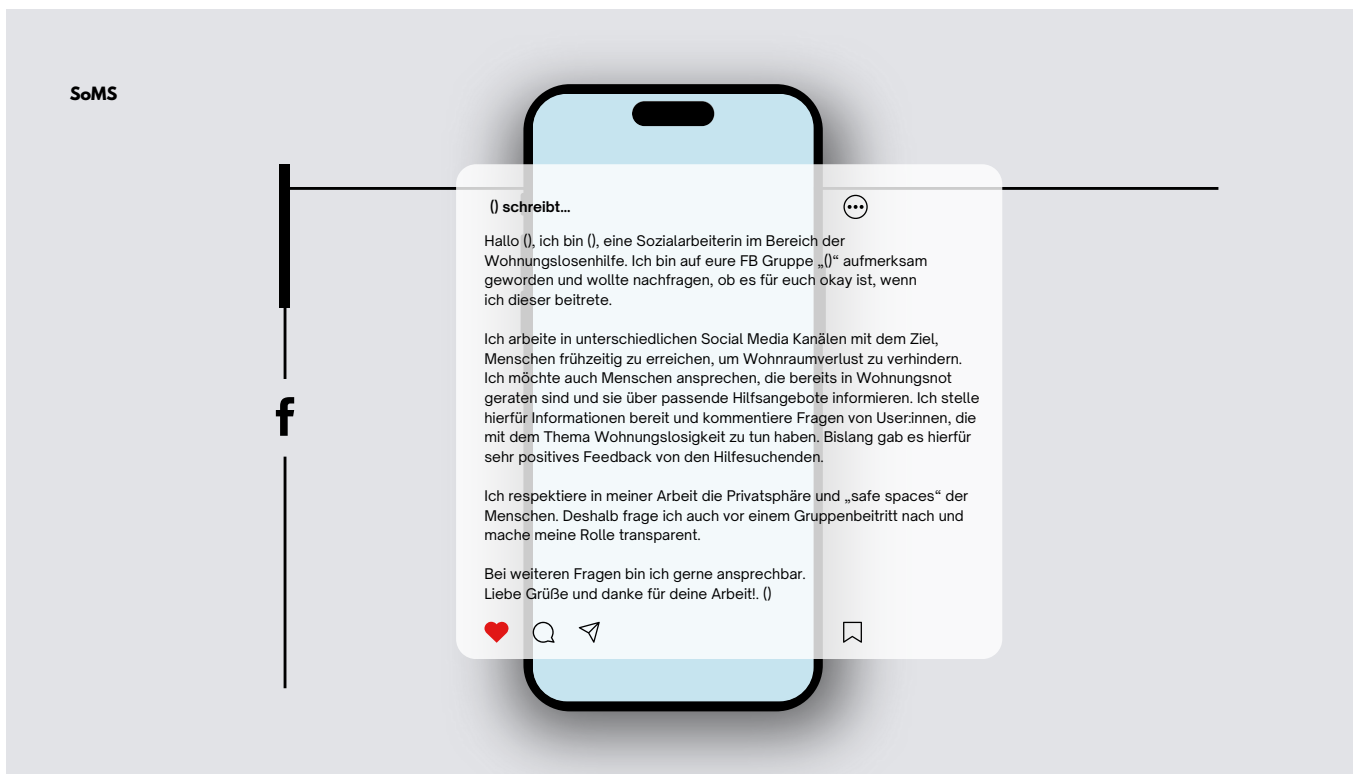 SoMS
() schreibt...
Hallo (), ich bin (), eine Sozialarbeiterin im Bereich der
Wohnungslosenhilfe. Ich bin auf eure FB Gruppe „()“ aufmerksam
geworden und wollte nachfragen, ob es für euch okay ist, wenn
ich dieser beitrete.
Ich arbeite in unterschiedlichen Social Media Kanälen mit dem Ziel,
Menschen frühzeitig zu erreichen, um Wohnraumverlust zu verhindern.
Ich möchte auch Menschen ansprechen, die bereits in Wohnungsnot
geraten sind und sie über passende Hilfsangebote informieren. Ich stelle
hierfür Informationen bereit und kommentiere Fragen von User:innen, die
mit dem Thema Wohnungslosigkeit zu tun haben. Bislang gab es hierfür
sehr positives Feedback von den Hilfesuchenden.
Ich respektiere in meiner Arbeit die Privatsphäre und „safe spaces“ der
Menschen. Deshalb frage ich auch vor einem Gruppenbeitritt nach und
mache meine Rolle transparent.
Bei weiteren Fragen bin ich gerne ansprechbar.
Liebe Grüße und danke für deine Arbeit!. ()